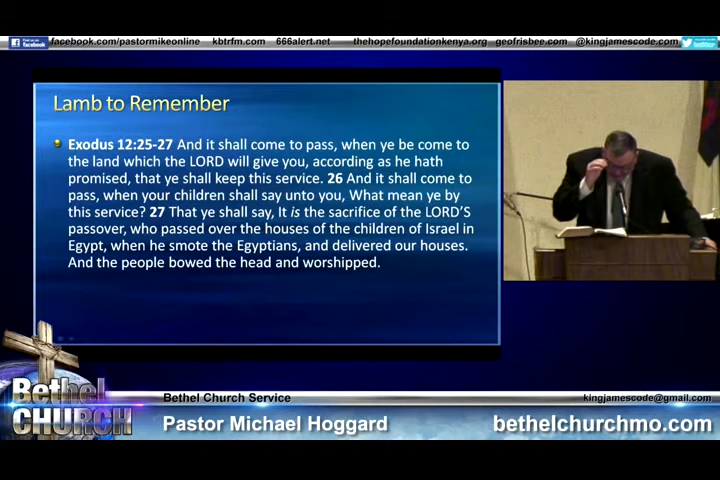 Find us on facebook
facebook.com/pastormikeonline kbtrfm.com 666alert.net thehopefoundationkenya.org geofrisbee.com @kingjamescode.com
twitter
Lamb to Remember
Exodus 12:25-27 And it shall come to pass, when ye be come to
the land which the LORD will give you, according as he hath
promised, that ye shall keep this service. 26 And it shall come to
pass, when your children shall say unto you, What mean ye by
this service? 27 That ye shall say, It is the sacrifice of the LORD'S
passover, who passed over the houses of the children of Israel in
Egypt, when he smote the Egyptians, and delivered our houses.
And the people bowed the head and worshipped.
Bethel
CHURCH
Bethel Church Service
kingjamescode@gmail.com
Pastor Michael Hoggard
bethelchurchmo.com